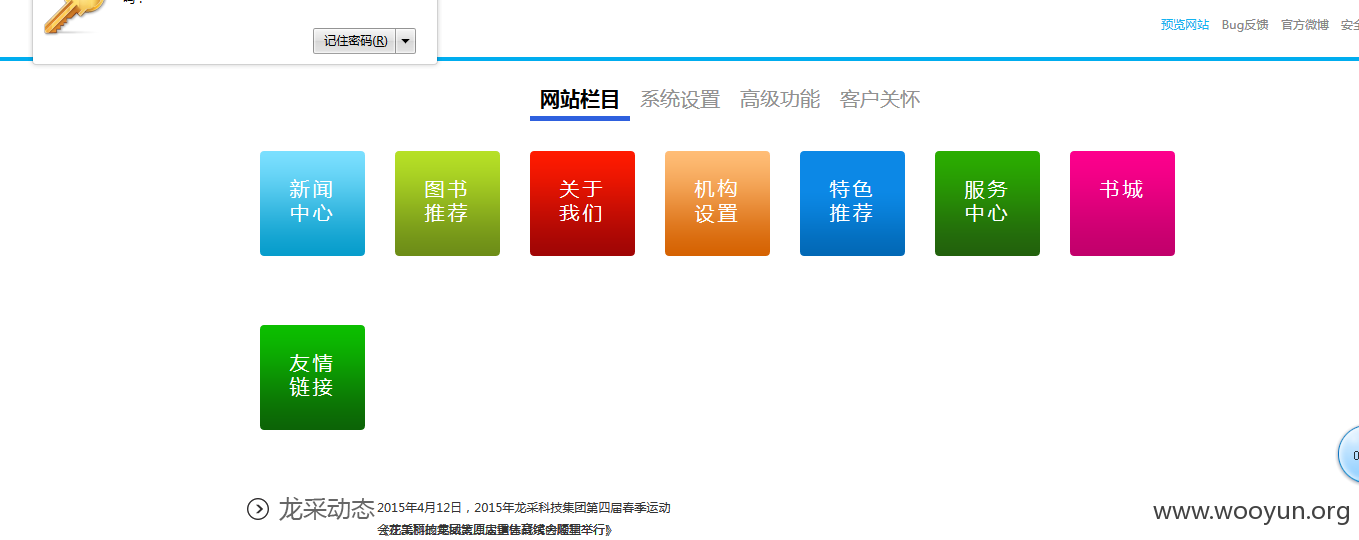 吗？
记住密码(R)
预览网站 Bug反馈 官方微博 安全
网站栏目 系统设置 高级功能 客户关怀
新闻
中心
图书
推荐
关于
我们
机构
设置
特色
推荐
服务
中心
书城
友情
链接
龙采动态
2015年4月12日，2015年龙采科技集团第四届春季运动
www.wooyun.org